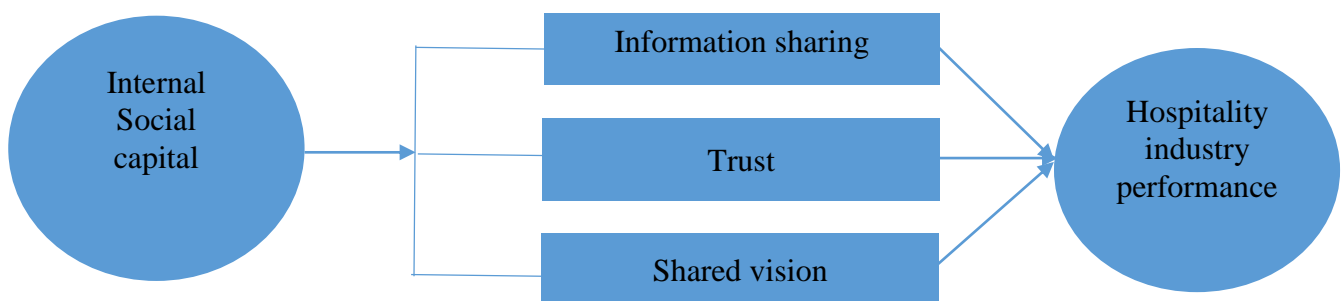 Internal
Social
capital
Information sharing
Trust
Shared vision
Hospitality
industry
performance